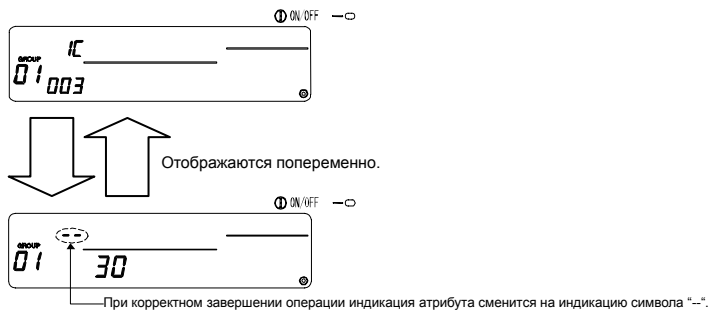 ON/OFF
IC
GROUP
01 003
Отображаются попеременно.
ON/OFF
GROUP
--
01 30
При корректном завершении операции индикация атрибута сменится на индикацию символа "--".